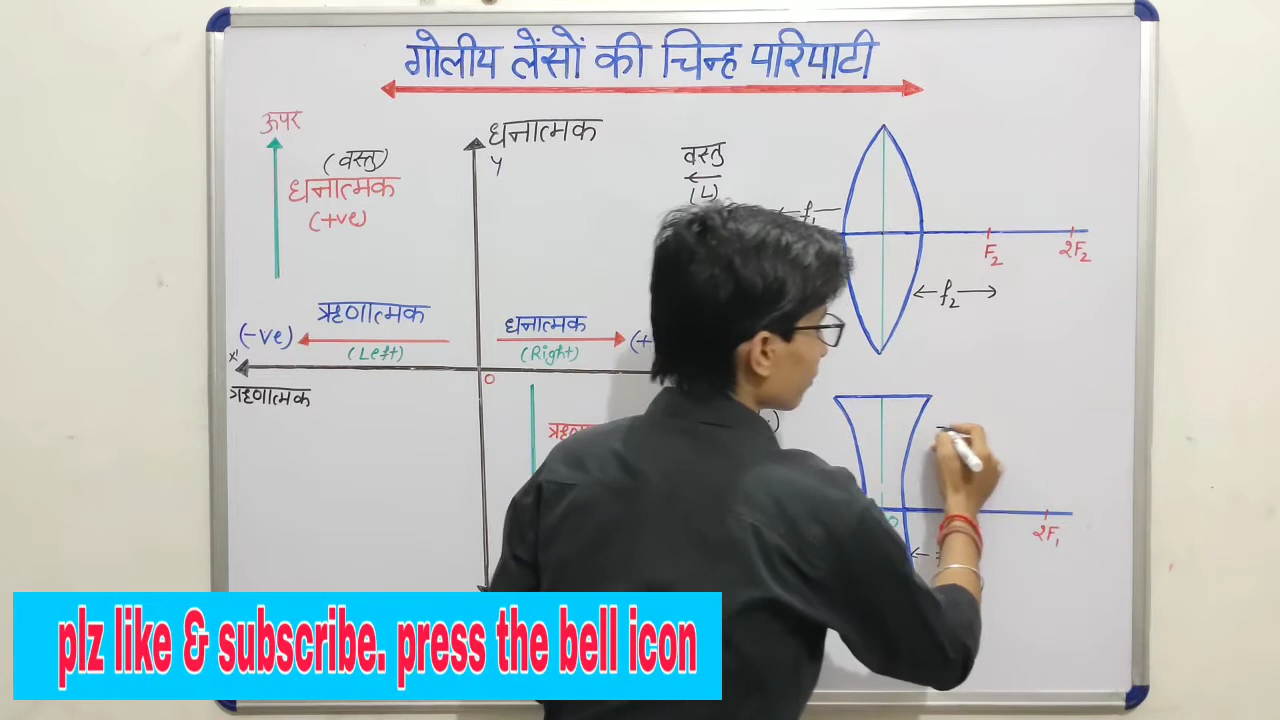 गोलीय लेंसों की चिन्ह परिपाटी
ऊपर
(वस्तु)
धनात्मक
(+ve)
धनात्मक
Y
वस्तु
(L)
f₁
F₂
2F₂
f₂
ऋणात्मक
(-ve)
(Left)
धनात्मक
(Right)
(+
X'
ऋणात्मक
O
O
2F₁
plz like & subscribe. press the bell icon